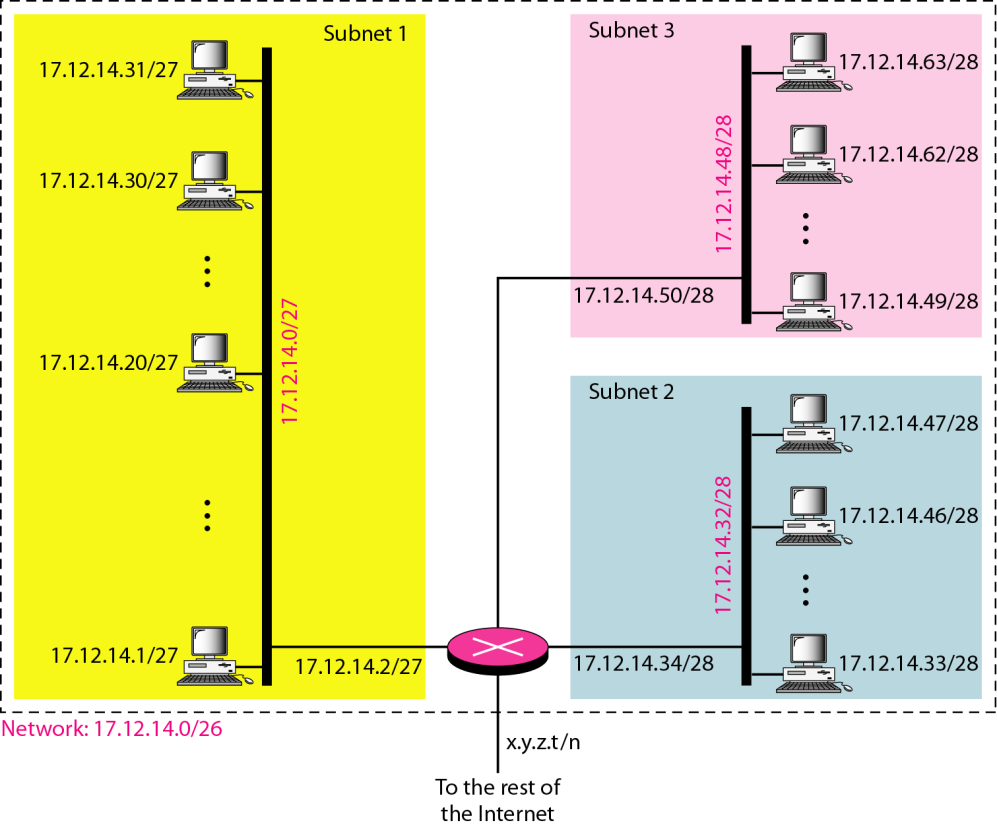 Subnet 1
17.12.14.31/27
17.12.14.30/27
17.12.14.20/27
17.12.14.1/27
17.12.14.0/27
17.12.14.2/27
Subnet 3
17.12.14.63/28
17.12.14.62/28
17.12.14.49/28
17.12.14.48/28
17.12.14.50/28
Subnet 2
17.12.14.47/28
17.12.14.46/28
17.12.14.33/28
17.12.14.32/28
17.12.14.34/28
Network: 17.12.14.0/26
x.y.z.t/n
To the rest of
the Internet